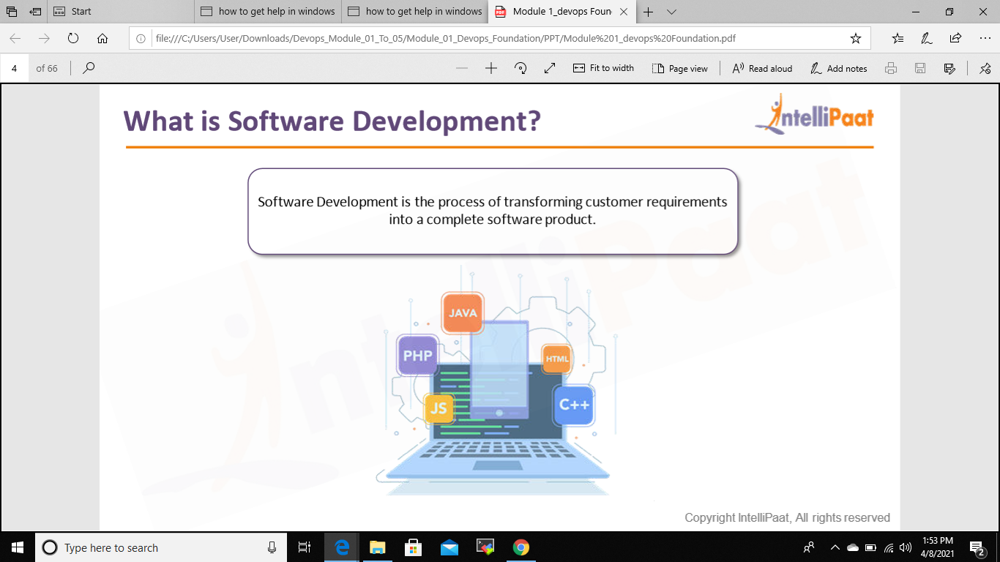 Start
how to get help in windows
how to get help in windows
Module 1_devops Foun
file:///C:/Users/User/Downloads/Devops_Module_01_To_05/Module_01_Devops_Foundation/PPT/Module%201_devops%20Foundation.pdf
4 of 66
Fit to width
Page view
Read aloud
Add notes
What is Software Development?
IntelliPaat
Software Development is the process of transforming customer requirements
into a complete software product.
JAVA
PHP
HTML
JS
C++
IntelliPaat
Copyright IntelliPaat, All rights reserved
Type here to search
1:53 PM
4/8/2021
2